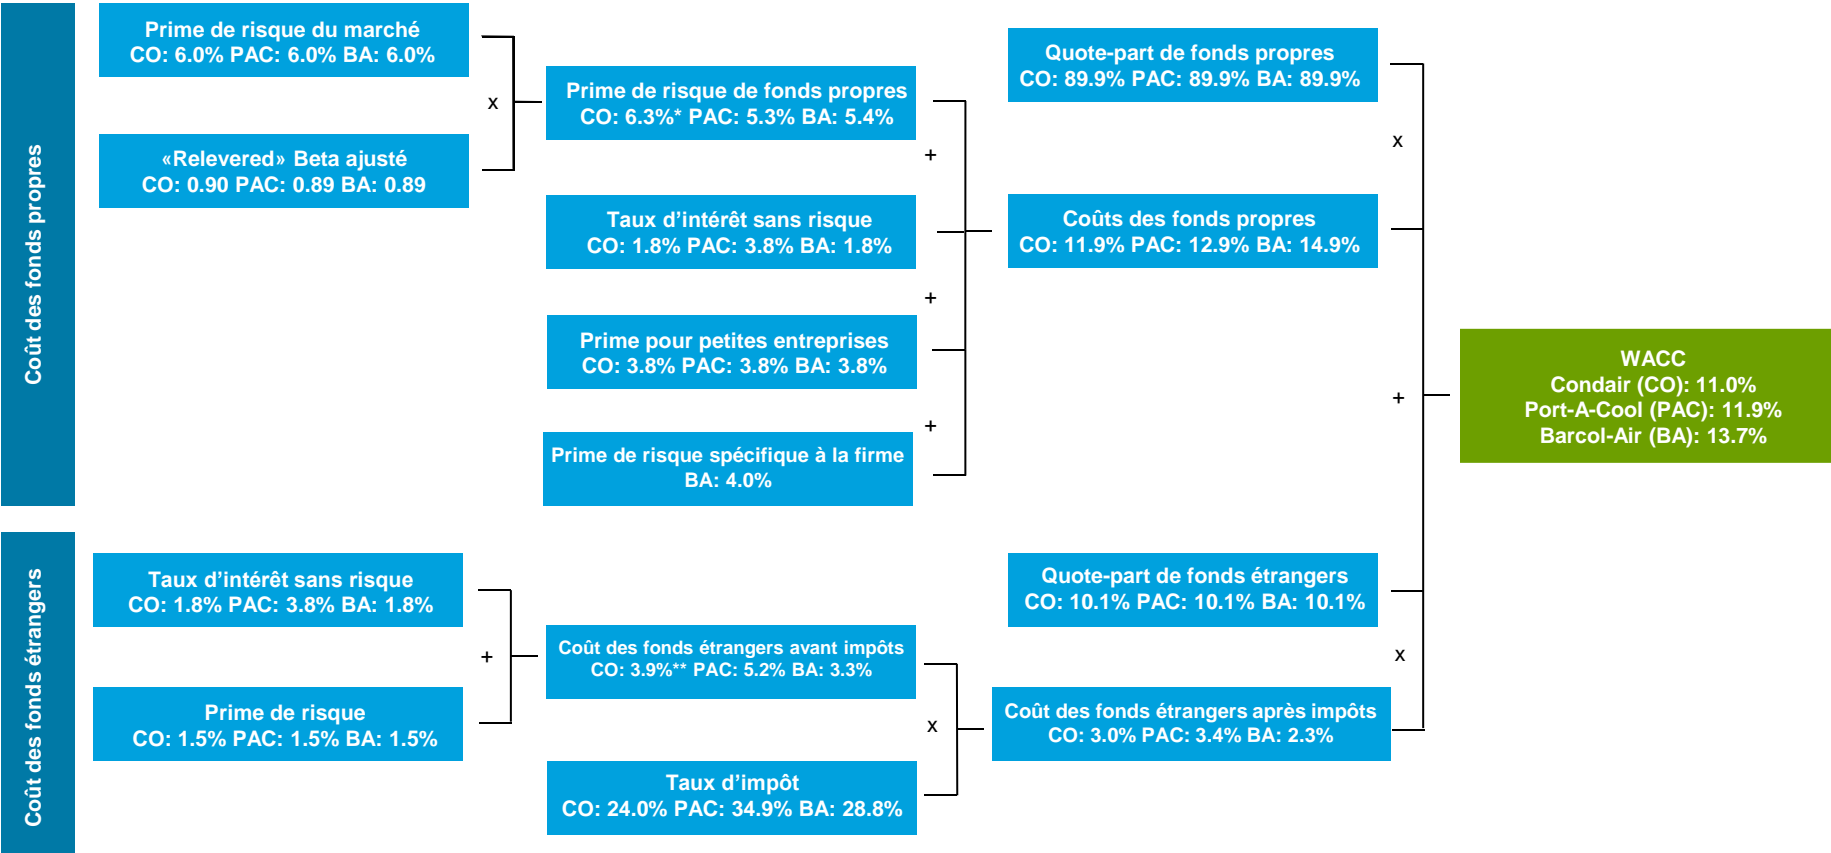 Coût des fonds propres
Prime de risque du marché
CO: 6.0% PAC: 6.0% BA: 6.0%
x
«Relevered» Beta ajusté
CO: 0.90 PAC: 0.89 BA: 0.89
Prime de risque de fonds propres
CO: 6.3%* PAC: 5.3% BA: 5.4%
+
Taux d’intérêt sans risque
CO: 1.8% PAC: 3.8% BA: 1.8%
+
Prime pour petites entreprises
CO: 3.8% PAC: 3.8% BA: 3.8%
+
Prime de risque spécifique à la firme
BA: 4.0%
Quote-part de fonds propres
CO: 89.9% PAC: 89.9% BA: 89.9%
x
Coûts des fonds propres
CO: 11.9% PAC: 12.9% BA: 14.9%
+
WACC
Condair (CO): 11.0%
Port-A-Cool (PAC): 11.9%
Barcol-Air (BA): 13.7%
Coût des fonds étrangers
Taux d’intérêt sans risque
CO: 1.8% PAC: 3.8% BA: 1.8%
+
Prime de risque
CO: 1.5% PAC: 1.5% BA: 1.5%
Coût des fonds étrangers avant impôts
CO: 3.9%** PAC: 5.2% BA: 3.3%
x
Taux d’impôt
CO: 24.0% PAC: 34.9% BA: 28.8%
Quote-part de fonds étrangers
CO: 10.1% PAC: 10.1% BA: 10.1%
x
Coût des fonds étrangers après impôts
CO: 3.0% PAC: 3.4% BA: 2.3%